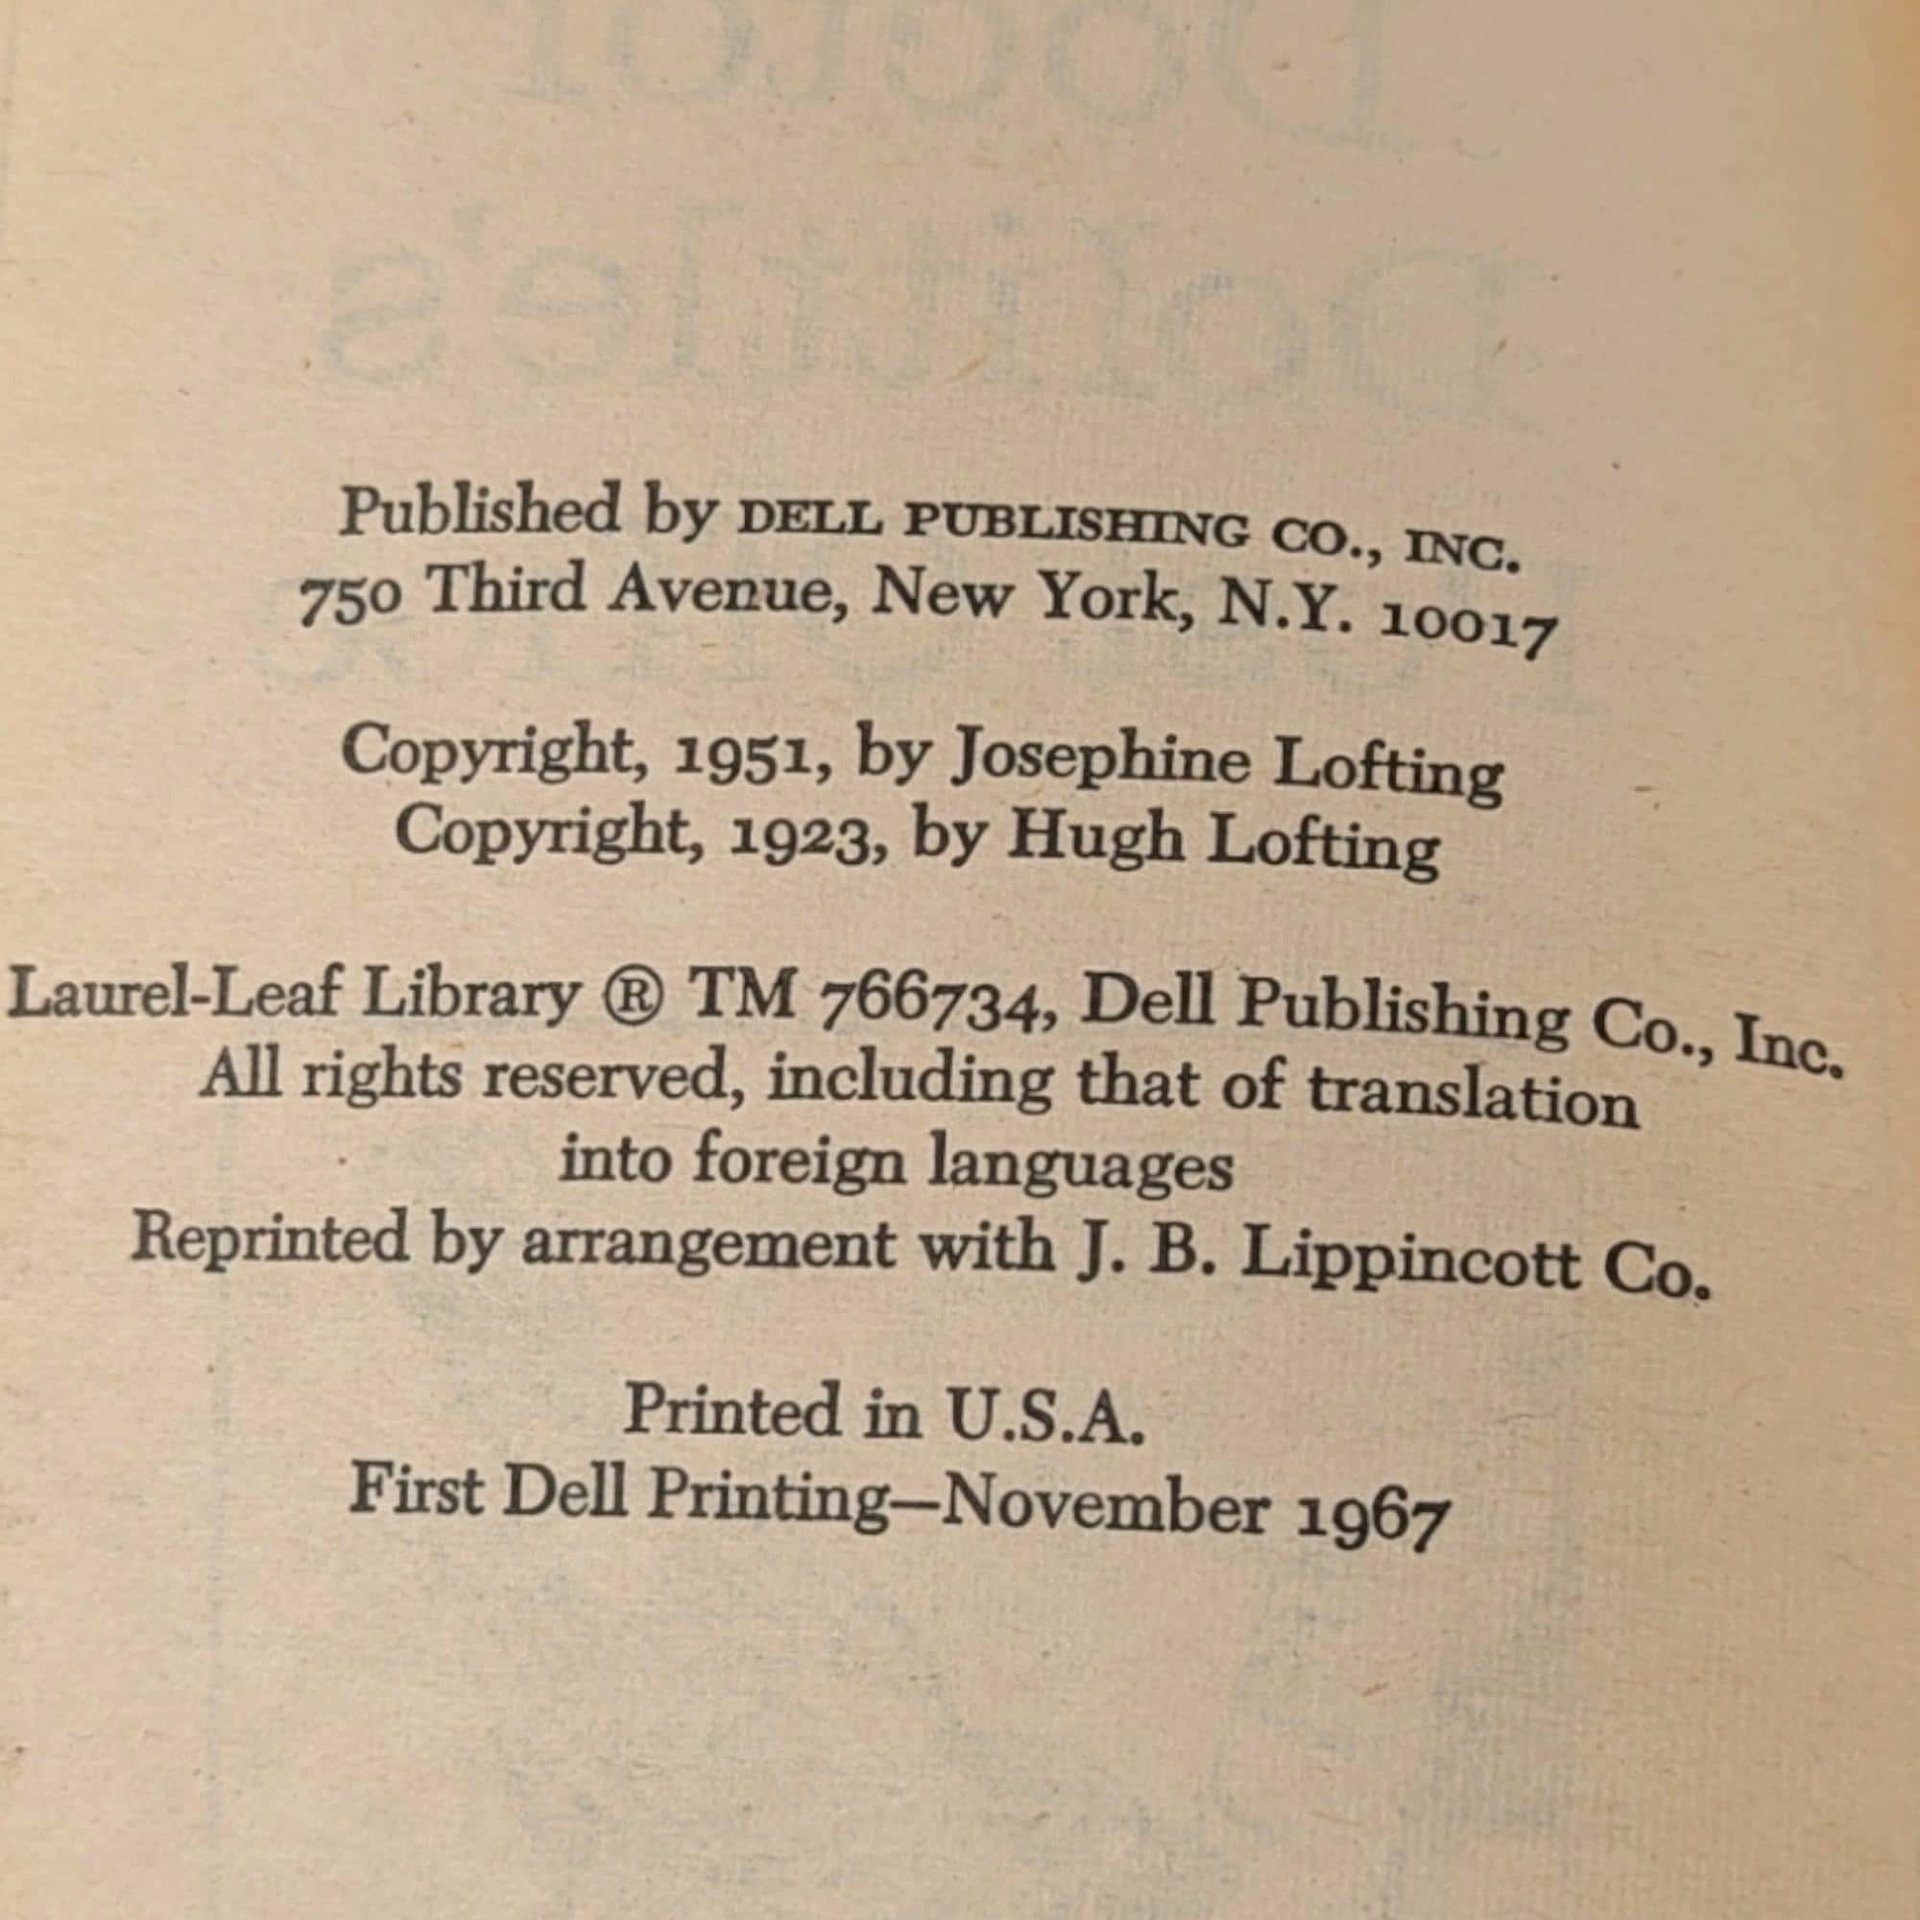 Published by DELL PUBLISHING CO., INC.
750 Third Avenue, New York, N.Y. 10017
Copyright, 1951, by Josephine Lofting
Copyright, 1923, by Hugh Lofting
Laurel-Leaf Library ® TM 766734, Dell Publishing Co., Inc.
All rights reserved, including that of translation
into foreign languages
Reprinted by arrangement with J. B. Lippincott Co.
Printed in U.S.A.
First Dell Printing—November 1967